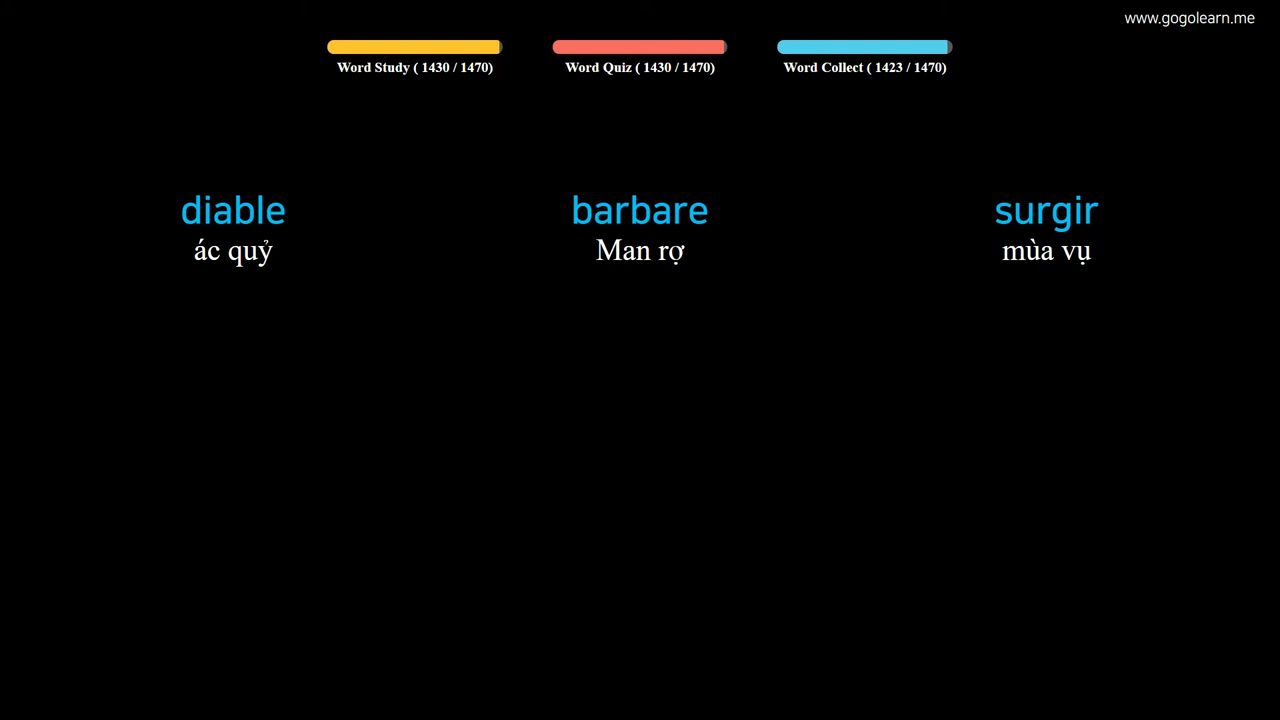 www.gogolearn.me
Word Study ( 1430 / 1470)
Word Quiz ( 1430 / 1470)
Word Collect ( 1423 / 1470)
diable
ác quỷ
barbare
Man rợ
surgir
mùa vụ